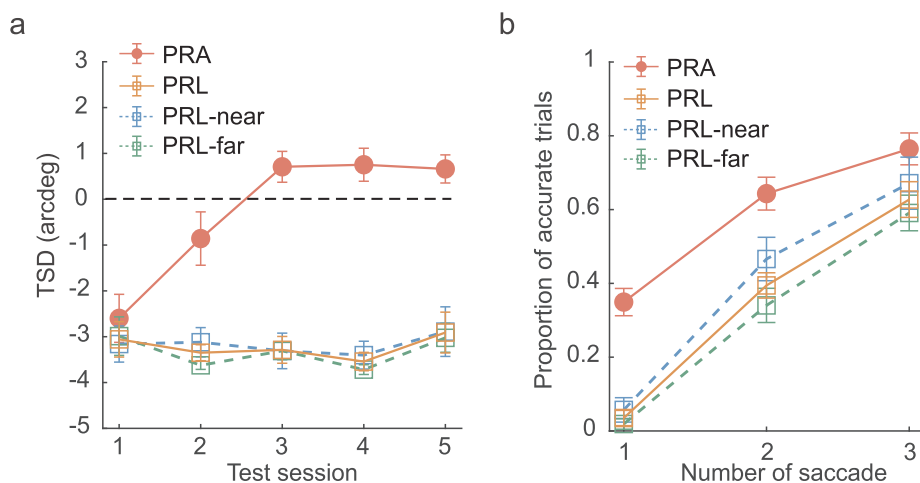 a
3
2
1
0
-1
-2
-3
-4
-5
TSD (arcdeg)
PRA
PRL
PRL-near
PRL-far
1 2 3 4 5
Test session
b
1
0.8
0.6
0.4
0.2
0
Proportion of accurate trials
PRA
PRL
PRL-near
PRL-far
1 2 3
Number of saccade